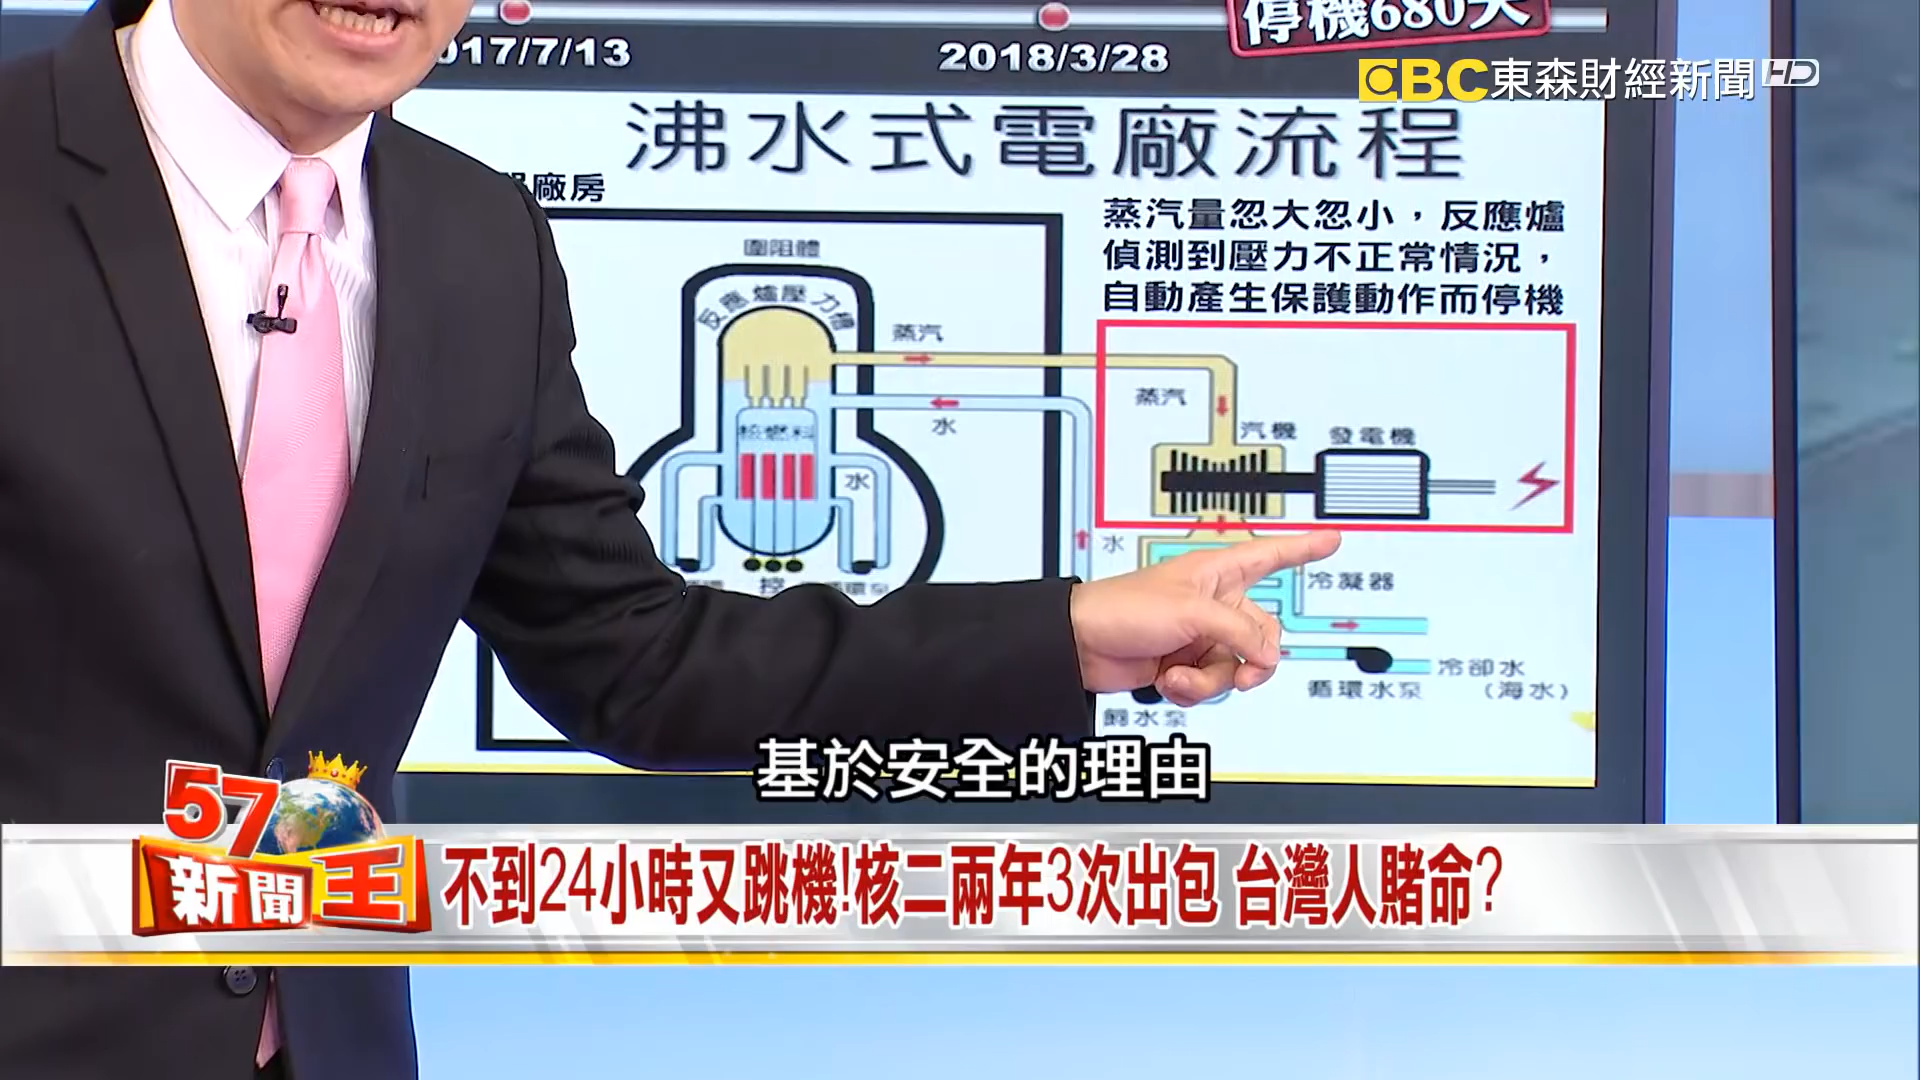 停機680天
2017/7/13
2018/3/28
EBC東森財經新聞HD
沸水式電廠流程
廠房
蒸汽量忽大忽小，反應爐
偵測到壓力不正常情況，
自動產生保護動作而停機
圍阻體
反應爐壓力槽
蒸汽
水
蒸汽
汽機
發電機
核燃料
水
水
控
循環泵
冷凝器
冷卻水
(海水)
循環水泵
飼水泵
基於安全的理由
57
新聞王
不到24小時又跳機!核二兩年3次出包 台灣人賭命?